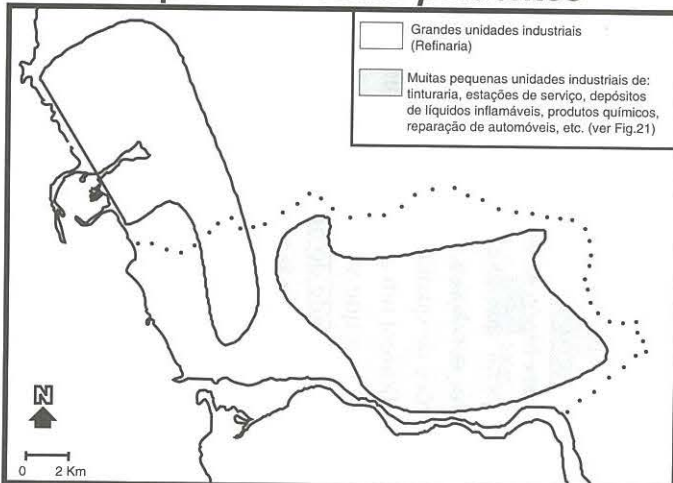 Grandes unidades industriais
(Refinaria)
Muitas pequenas unidades industriais de:
tinturaria, estações de serviço, depósitos
de líquidos inflamáveis, produtos químicos,
reparação de automóveis, etc. (ver Fig.21)
N
0 2 Km